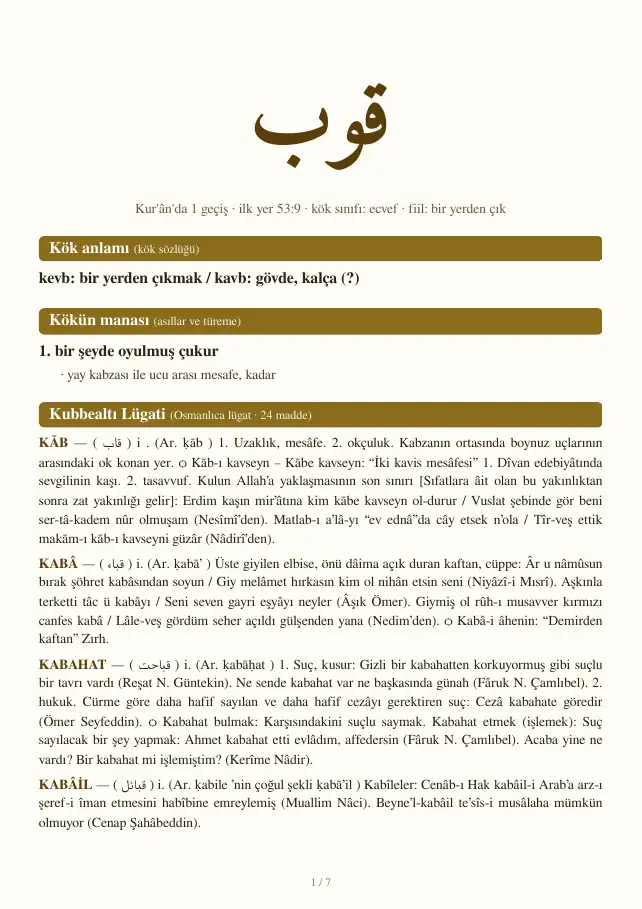 قوب
Kur'ân'da 1 geçiş · ilk yer 53:9 · kök sınıfı: ecvef · fiil: bir yerden çık
Kök anlamı (kök sözlüğü)
kevb: bir yerden çıkmak / kavb: gövde, kalça (?)
Kökün manası (asıllar ve türeme)
1. bir şeyde oyulmuş çukur
· yay kabzası ile ucu arası mesafe, kadar
Kubbealtı Lügati (Osmanlıca lügat · 24 madde)
KĀB — ( قاب ) i . (Ar. ḳāb ) 1. Uzaklık, mesâfe. 2. okçuluk. Kabzanın ortasında boynuz uçlarının
arasındaki ok konan yer. ѻ Kāb-ı kavseyn – Kābe kavseyn: “İki kavis mesâfesi” 1. Dîvan edebiyâtında
sevgilinin kaşı. 2. tasavvuf. Kulun Allah’a yaklaşmasının son sınırı [Sıfatlara âit olan bu yakınlıktan
sonra zat yakınlığı gelir]: Erdim kaşın mir’âtına kim kābe kavseyn ol-durur / Vuslat şebinde gör beni
ser-tâ-kadem nûr olmuşam (Nesîmî’den). Matlab-ı a’lâ-yı “ev ednâ”da cây etsek n’ola / Tîr-veş ettik
makām-ı kāb-ı kavseyni güzâr (Nâdirî’den).
KABÂ — ( قباء ) i. (Ar. ḳabā’ ) Üste giyilen elbise, önü dâima açık duran kaftan, cüppe: Âr u nâmûsun
bırak şöhret kabâsından soyun / Giy melâmet hırkasın kim ol nihân etsin seni (Niyâzî-i Mısrî). Aşkınla
terketti tâc ü kabâyı / Seni seven gayri eşyâyı neyler (Âşık Ömer). Giymiş ol rûh-ı musavver kırmızı
canfes kabâ / Lâle-veş gördüm seher açıldı gülşenden yana (Nedim’den). ѻ Kabâ-i âhenin: “Demirden
kaftan” Zırh.
KABAHAT — ( قباحت ) i. (Ar. ḳabāḥat ) 1. Suç, kusur: Gizli bir kabahatten korkuyormuş gibi suçlu
bir tavrı vardı (Reşat N. Güntekin). Ne sende kabahat var ne başkasında günah (Fâruk N. Çamlıbel). 2.
hukuk. Cürme göre daha hafif sayılan ve daha hafif cezâyı gerektiren suç: Cezâ kabahate göredir
(Ömer Seyfeddin). ѻ Kabahat bulmak: Karşısındakini suçlu saymak. Kabahat etmek (işlemek): Suç
sayılacak bir şey yapmak: Ahmet kabahat etti evlâdım, affedersin (Fâruk N. Çamlıbel). Acaba yine ne
vardı? Bir kabahat mi işlemiştim? (Kerîme Nâdir).
KABÂİL — ( قبائل ) i. (Ar. ḳabile ’nin çoğul şekli ḳabā’il ) Kabîleler: Cenâb-ı Hak kabâil-i Arab’a arz-ı
şeref-i îman etmesini habîbine emreylemiş (Muallim Nâci). Beyne’l-kabâil te’sîs-i musâlaha mümkün
olmuyor (Cenap Şahâbeddin).
1 / 7